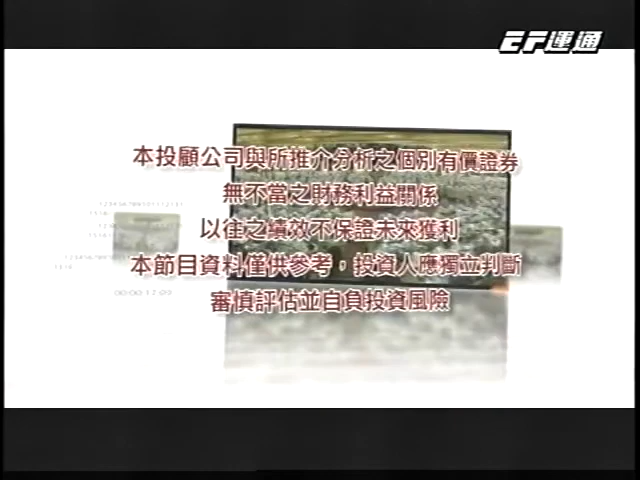 EF運通
本投顧公司與所推介分析之個別有價證券
無不當之財務利益關係
以往之績效不保證未來獲利
本節目資料僅供參考，投資人應獨立判斷
審慎評估並自負投資風險